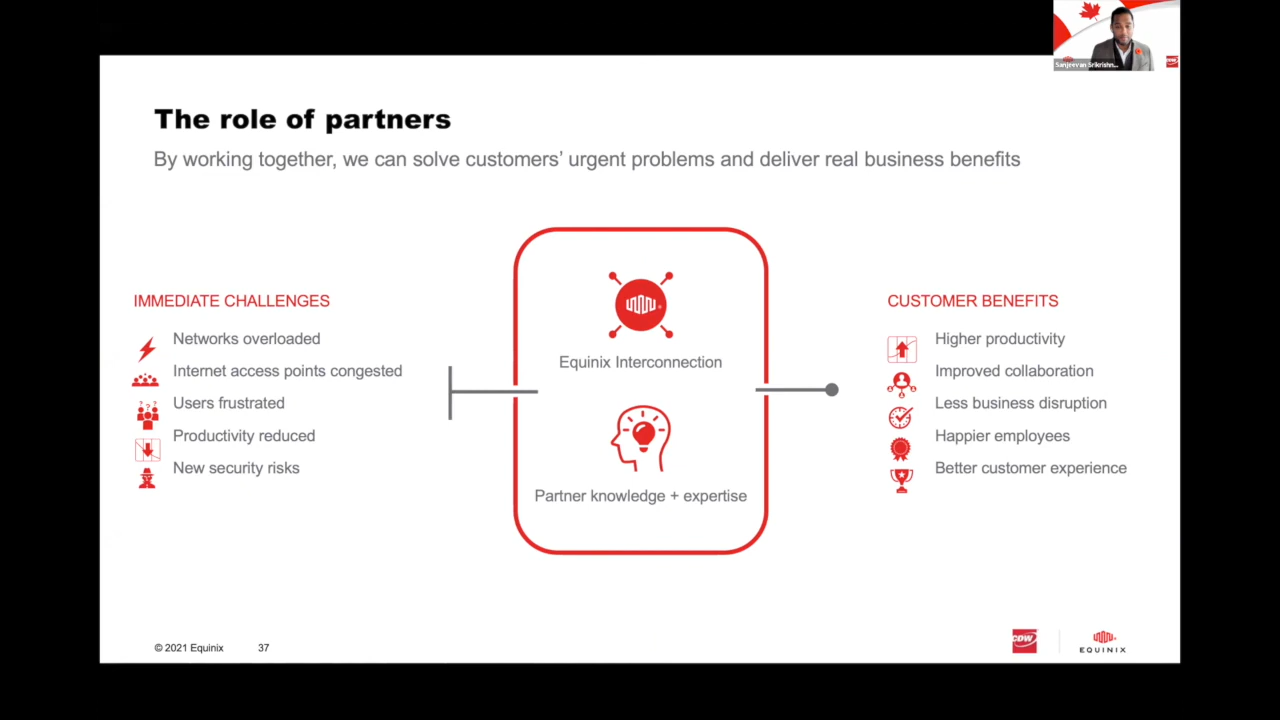 Sanjeevan Srikrishn...
CDW
The role of partners
By working together, we can solve customers’ urgent problems and deliver real business benefits
IMMEDIATE CHALLENGES
Networks overloaded
Internet access points congested
Users frustrated
Productivity reduced
New security risks
Equinix Interconnection
Partner knowledge + expertise
CUSTOMER BENEFITS
Higher productivity
Improved collaboration
Less business disruption
Happier employees
Better customer experience
© 2021 Equinix 37
CDW
EQUINIX